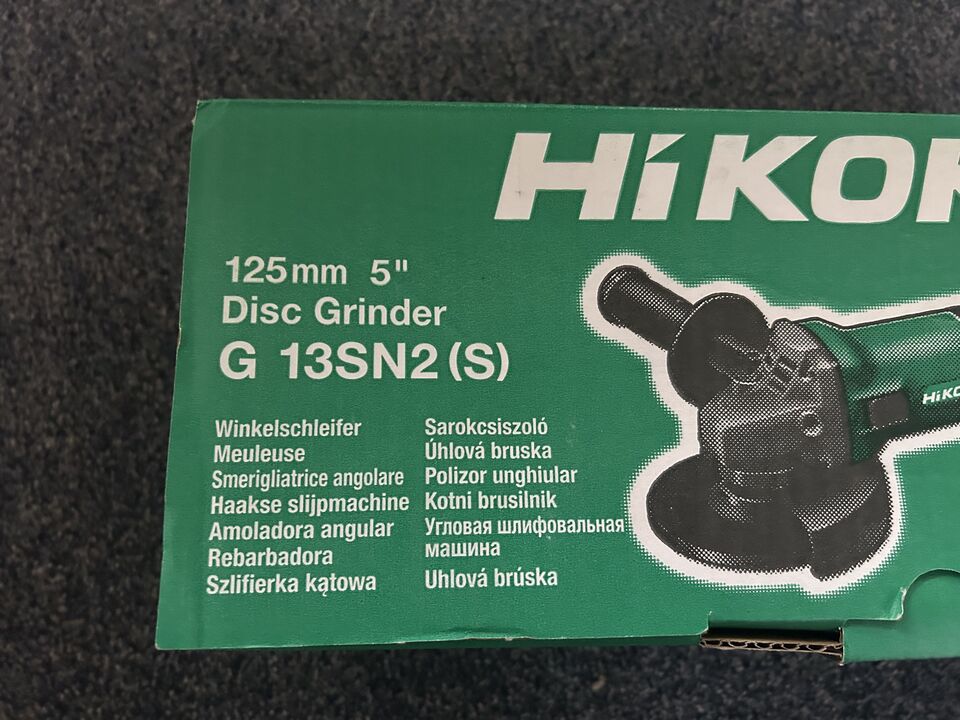 HiKOK
125mm 5"
Disc Grinder
G 13SN2 (S)
Winkelschleifer
Meuleuse
Smerigliatrice angolare
Haakse slijpmachine
Amoladora angular
Rebarbadora
Szlifierka kątowa
Sarokcsiszoló
Úhlová bruska
Polizor unghiular
Kotni brusilnik
Угловая шлифовальная
машина
Uhlová brúska
HiKO